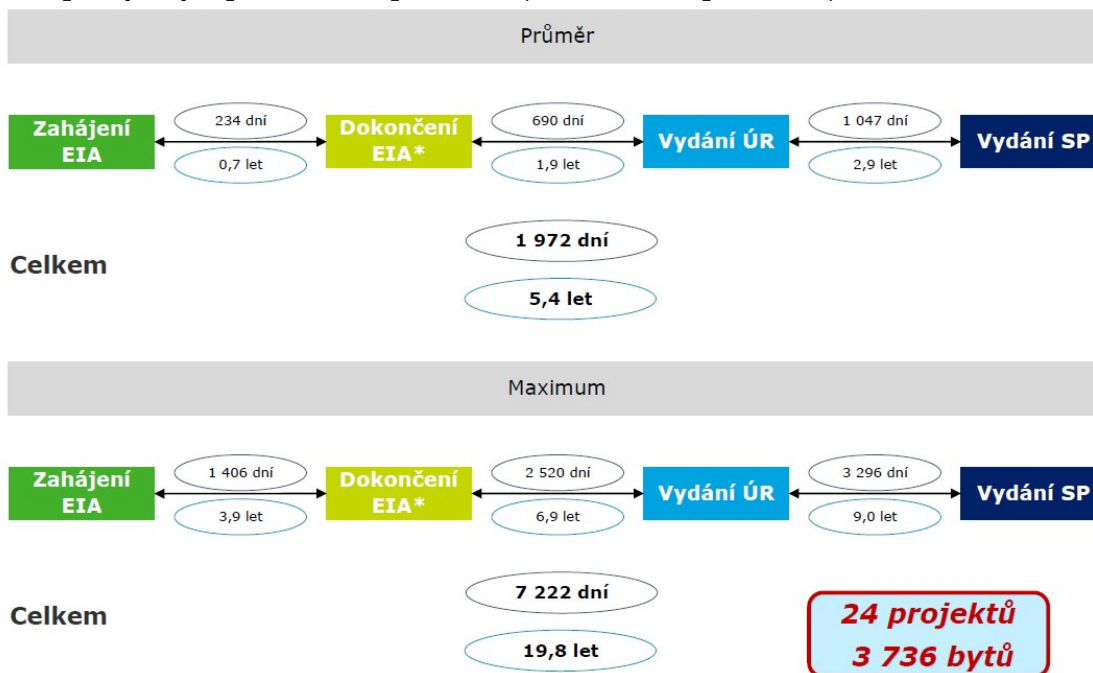 Průměr
Zahájení
EIA
234 dní
0,7 let
Dokončení
EIA*
690 dní
1,9 let
Vydání ÚR
1 047 dní
2,9 let
Vydání SP
Celkem
1 972 dní
5,4 let
Maximum
Zahájení
EIA
1 406 dní
3,9 let
Dokončení
EIA*
2 520 dní
6,9 let
Vydání ÚR
3 296 dní
9,0 let
Vydání SP
Celkem
7 222 dní
19,8 let
24 projektů
3 736 bytů